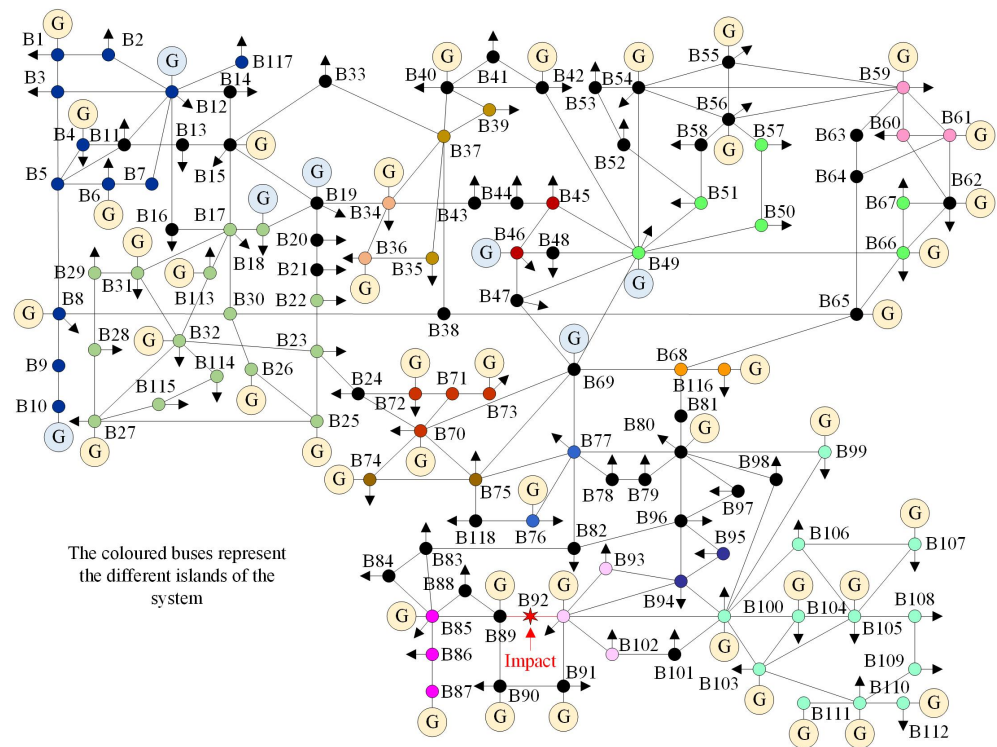 G
G
G
G
B1
B2
G
B55
B40
B41
B42
B54
G
B59
B117
B33
G
B3
B14
B53
B12
G
B39
B56
B60
B61
B4
B11
B13
B58
B57
B63
B37
G
G
B52
B5
B6
B7
B15
G
G
B64
G
B19
B34
B43
B44
B45
B51
B67
B62
G
B16
B17
G
G
B20
B36
B46
B48
B50
B66
G
B18
G
B35
B49
B29
B31
G
B21
G
G
B47
B113
B22
B65
B8
B30
G
G
B38
G
B32
B23
G
G
B28
B114
G
G
B68
B9
B26
B24
B71
B69
B116
G
B115
B72
B73
B81
B10
G
G
B27
B25
B70
B77
B80
G
G
G
G
G
B99
B74
B75
G
B98
G
B78
B79
B97
G
B76
B96
B95
B106
B118
B82
B107
The coloured buses represent
the different islands of the
system
B83
B84
B93
B88
G
G
B94
G
G
B92
B100
B104
B108
G
B85
B89
B105
G
Impact
B102
B101
B86
B103
B109
B91
G
B110
B87
B90
B111
G
G
G
G
G
G
B112